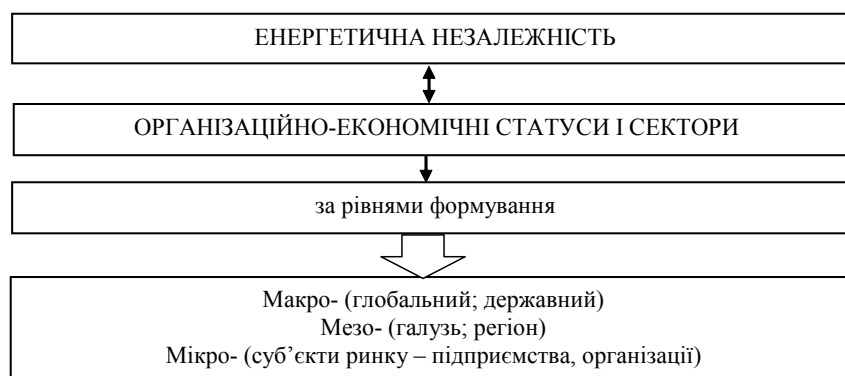 ЕНЕРГЕТИЧНА НЕЗАЛЕЖНІСТЬ
ОРГАНІЗАЦІЙНО-ЕКОНОМІЧНІ СТАТУСИ І СЕКТОРИ
за рівнями формування
Макро- (глобальний; державний)
Мезо- (галузь; регіон)
Мікро- (суб’єкти ринку – підприємства, організації)